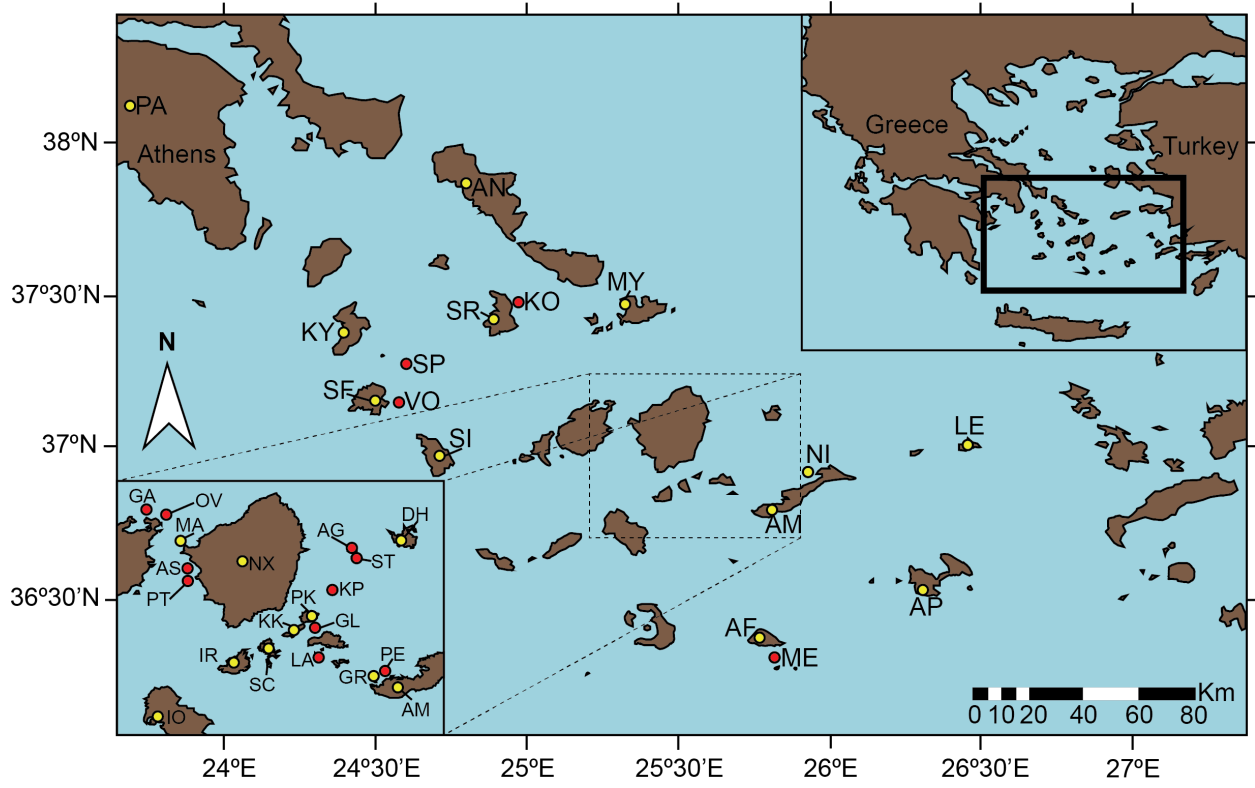 PA
Athens
38ºN
AN
Greece
Turkey
37º30’N
MY
SR
KO
KY
N
SP
SF
VO
SI
37ºN
LE
NI
AM
GA
OV
MA
DH
AG
ST
NX
AS
PT
KP
PK
KK
GL
IR
SC
LA
PE
GR
AM
IO
36º30’N
AP
AF
ME
Km
0 10 20 40 60 80
24ºE
24º30'E
25ºE
25º30'E
26ºE
26º30'E
27ºE